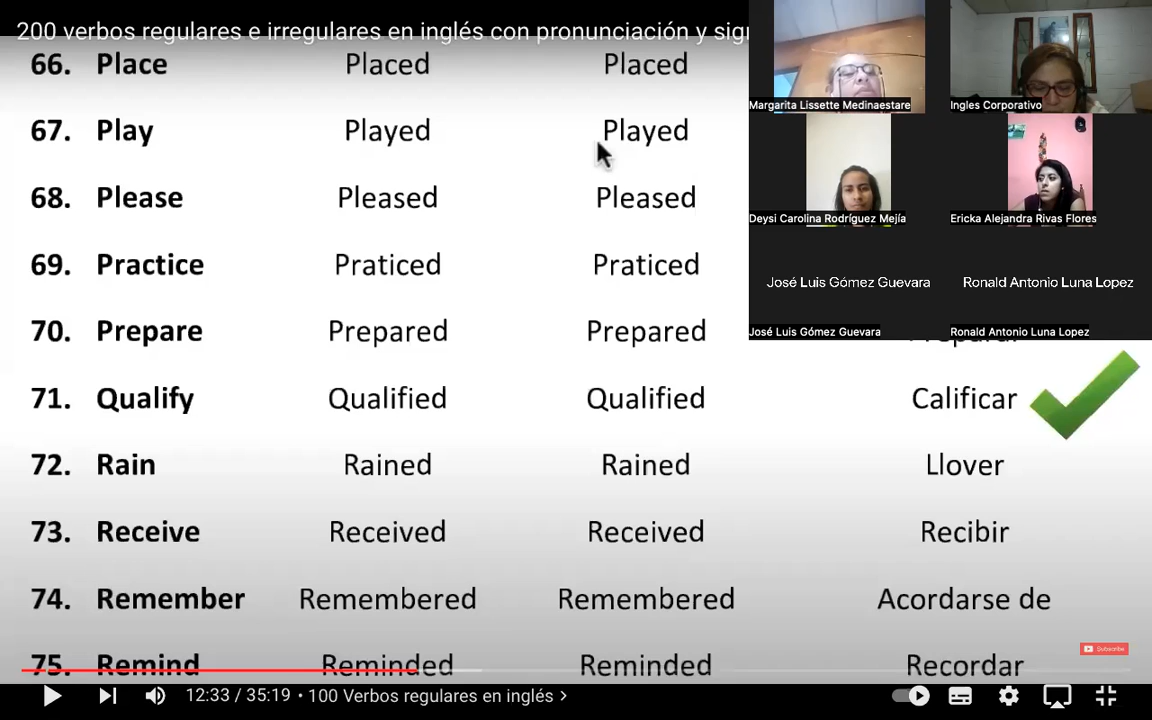 200 verbos regulares e irregulares en inglés con pronunciación y sig
66. Place Placed Placed
67. Play Played Played
68. Please Pleased Pleased
69. Practice Praticed Praticed
70. Prepare Prepared Prepared
71. Qualify Qualified Qualified Calificar
72. Rain Rained Rained Llover
73. Receive Received Received Recibir
74. Remember Remembered Remembered Acordarse de
75. Remind Reminded Reminded Recordar
Margarita Lissette Medinaestare
Ingles Corporativo
Deysi Carolina Rodríguez Mejía
Ericka Alejandra Rivas Flores
José Luis Gómez Guevara
Ronald Antonio Luna Lopez
José Luis Gómez Guevara
Ronald Antonio Luna Lopez
Subscribe
12:33 / 35:19 • 100 Verbos regulares en inglés >